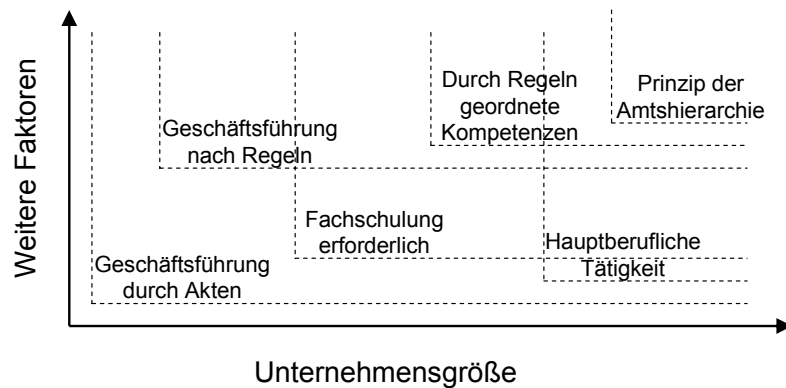 Weitere Faktoren
Durch Regeln
geordnete
Kompetenzen
Prinzip der
Amtshierarchie
Geschäftsführung
nach Regeln
Fachschulung
erforderlich
Hauptberufliche
Tätigkeit
Geschäftsführung
durch Akten
Unternehmensgröße